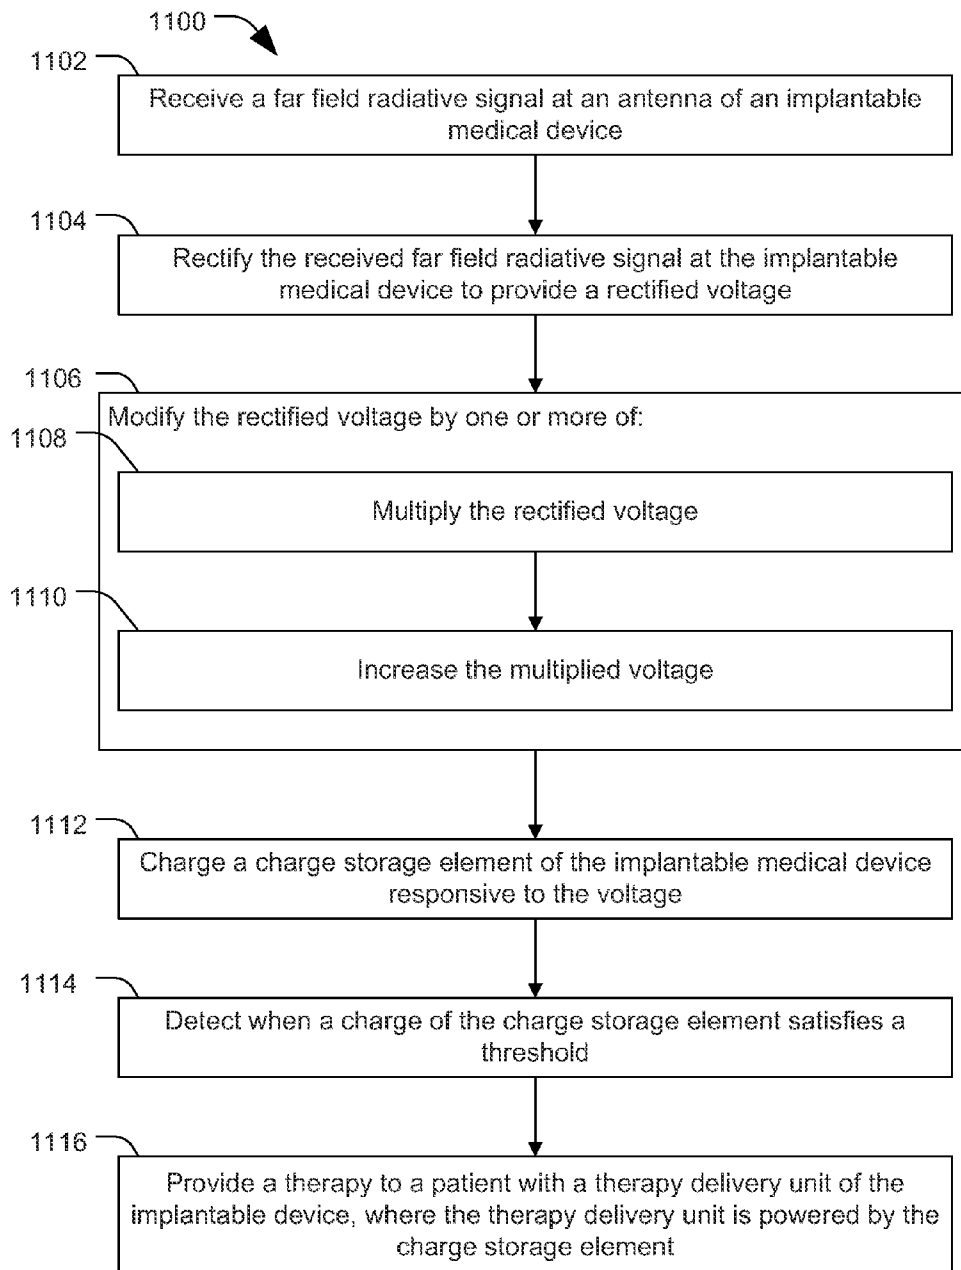 1100
1102
Receive a far field radiative signal at an antenna of an implantable
medical device
1104
Rectify the received far field radiative signal at the implantable
medical device to provide a rectified voltage
1106
Modify the rectified voltage by one or more of:
1108
Multiply the rectified voltage
1110
Increase the multiplied voltage
1112
Charge a charge storage element of the implantable medical device
responsive to the voltage
1114
Detect when a charge of the charge storage element satisfies a
threshold
1116
Provide a therapy to a patient with a therapy delivery unit of the
implantable device, where the therapy delivery unit is powered by the
charge storage element